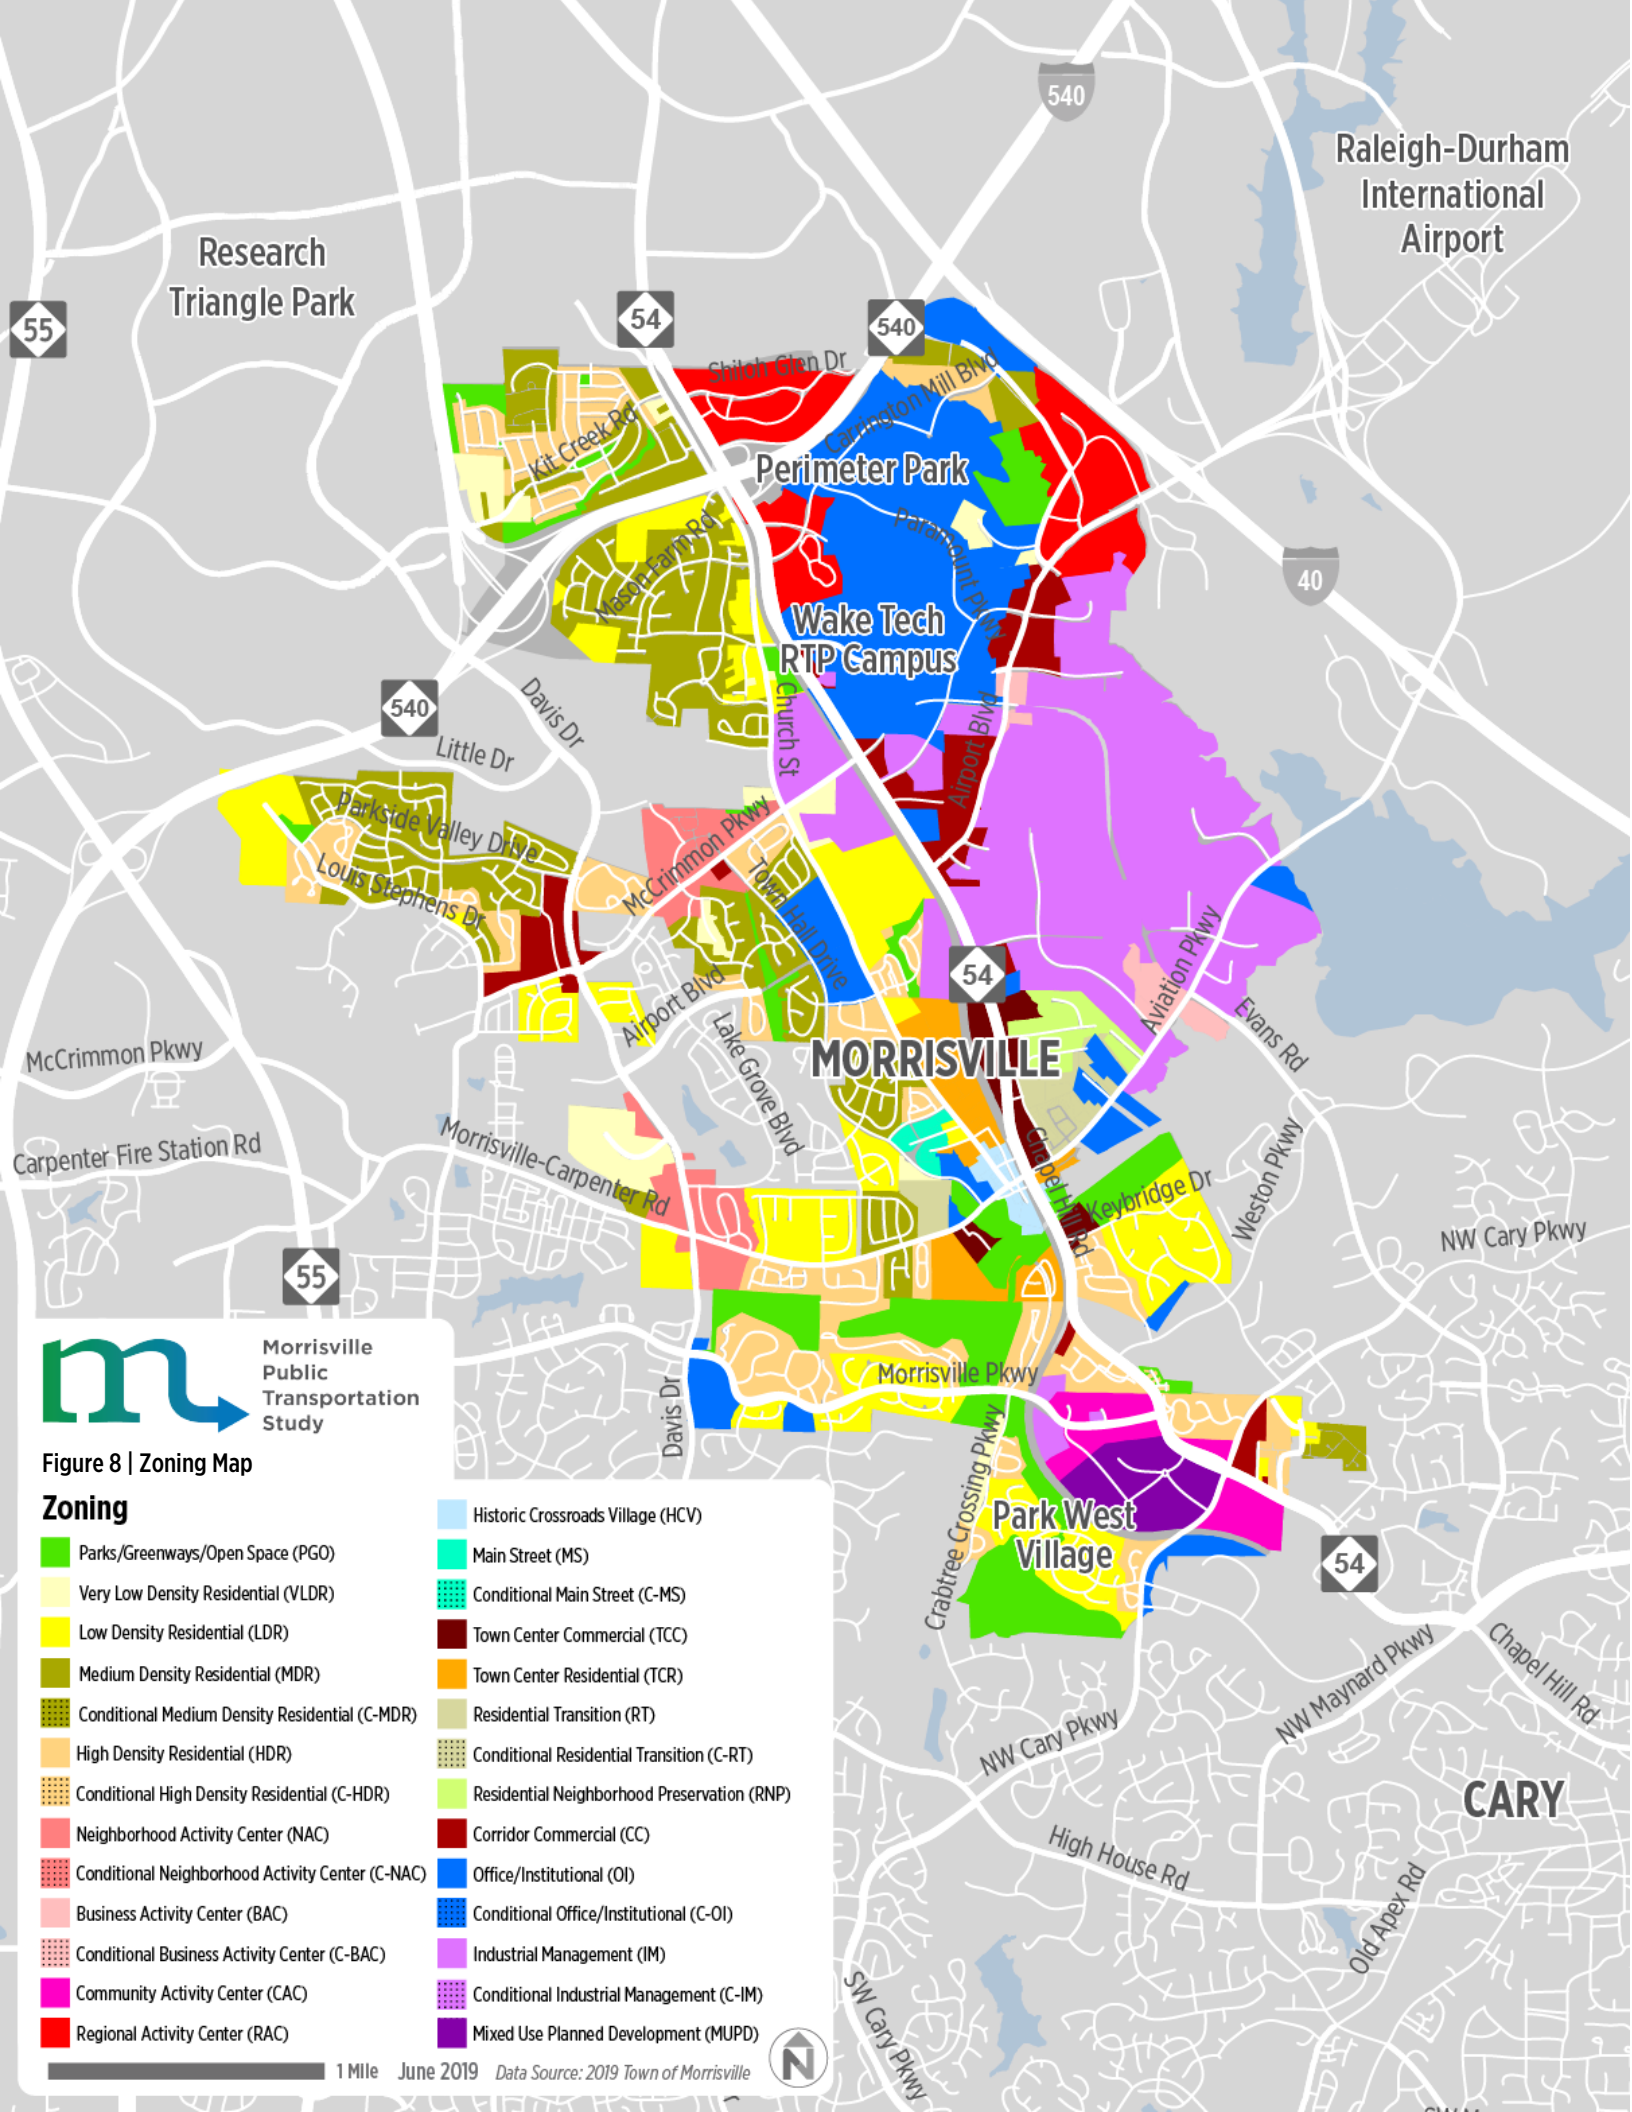 540
Raleigh-Durham
International
Airport
Research
Triangle Park
55
54
540
Shiloh Glen Dr
Carrington Mill Blvd
Kit Creek Rd
Perimeter Park
Paramount Pkwy
Mason Farm Rd
40
Wake Tech
RTP Campus
Church St
540
Davis Dr
Little Dr
Airport Blvd
Parkside Valley Drive
McCrimmon Pkwy
Louis Stephens Dr
Town Hall Drive
54
Aviation Pkwy
Evans Rd
Airport Blvd
Lake Grove Blvd
McCrimmon Pkwy
MORRISVILLE
Carpenter Fire Station Rd
Morrisville-Carpenter Rd
Chapel Hill Rd
Keybridge Dr
Weston Pkwy
NW Cary Pkwy
55
Morrisville Pkwy
Davis Dr
Crabtree Crossing Pkwy
Park West
Village
54
NW Maynard Pkwy
Chapel Hill Rd
NW Cary Pkwy
CARY
High House Rd
Old Apex Rd
SW Cary Pkwy
m
Morrisville
Public
Transportation
Study
Figure 8 | Zoning Map
Zoning
Parks/Greenways/Open Space (PGO)
Very Low Density Residential (VLDR)
Low Density Residential (LDR)
Medium Density Residential (MDR)
Conditional Medium Density Residential (C-MDR)
High Density Residential (HDR)
Conditional High Density Residential (C-HDR)
Neighborhood Activity Center (NAC)
Conditional Neighborhood Activity Center (C-NAC)
Business Activity Center (BAC)
Conditional Business Activity Center (C-BAC)
Community Activity Center (CAC)
Regional Activity Center (RAC)
Historic Crossroads Village (HCV)
Main Street (MS)
Conditional Main Street (C-MS)
Town Center Commercial (TCC)
Town Center Residential (TCR)
Residential Transition (RT)
Conditional Residential Transition (C-RT)
Residential Neighborhood Preservation (RNP)
Corridor Commercial (CC)
Office/Institutional (OI)
Conditional Office/Institutional (C-OI)
Industrial Management (IM)
Conditional Industrial Management (C-IM)
Mixed Use Planned Development (MUPD)
1 Mile
June 2019
Data Source: 2019 Town of Morrisville
N